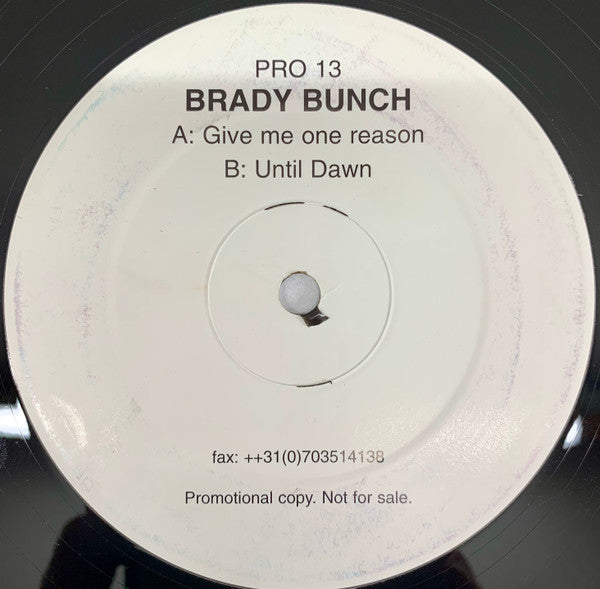 PRO 13
BRADY BUNCH
A: Give me one reason
B: Until Dawn
fax: ++31(0)703514138
Promotional copy. Not for sale.